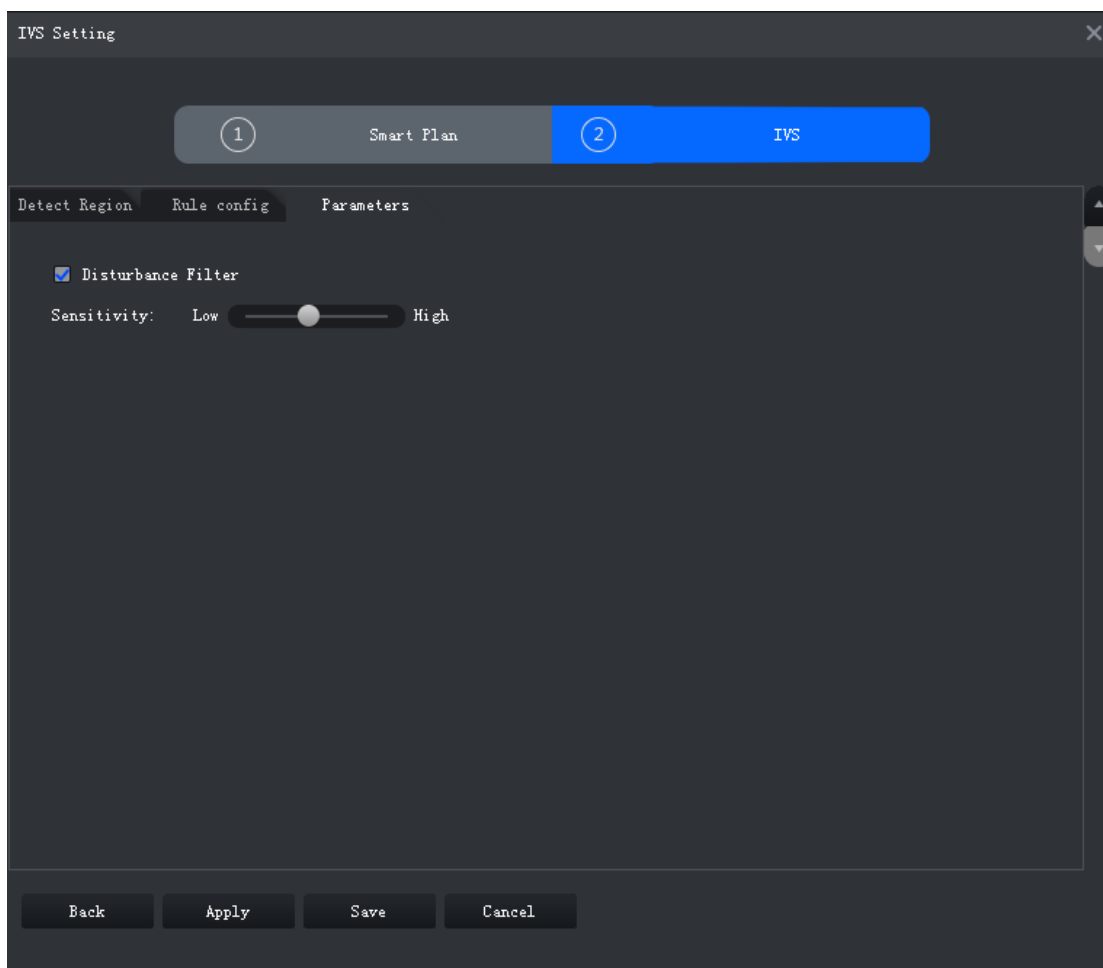 IVS Setting
1 Smart Plan 2 IVS
Detect Region Rule config Parameters
Disturbance Filter
Sensitivity: Low High
Back Apply Save Cancel